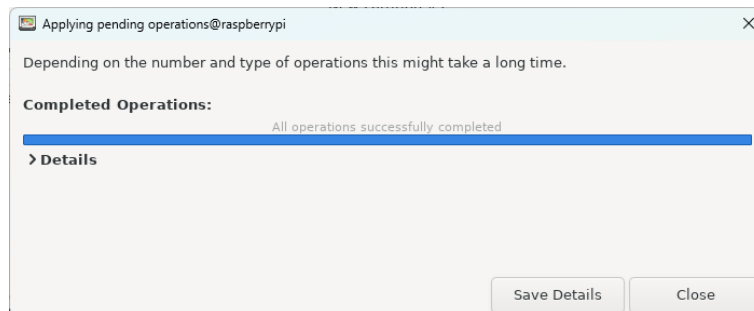 Applying pending operations@raspberrypi
Depending on the number and type of operations this might take a long time.
Completed Operations:
All operations successfully completed
Details
Save Details
Close